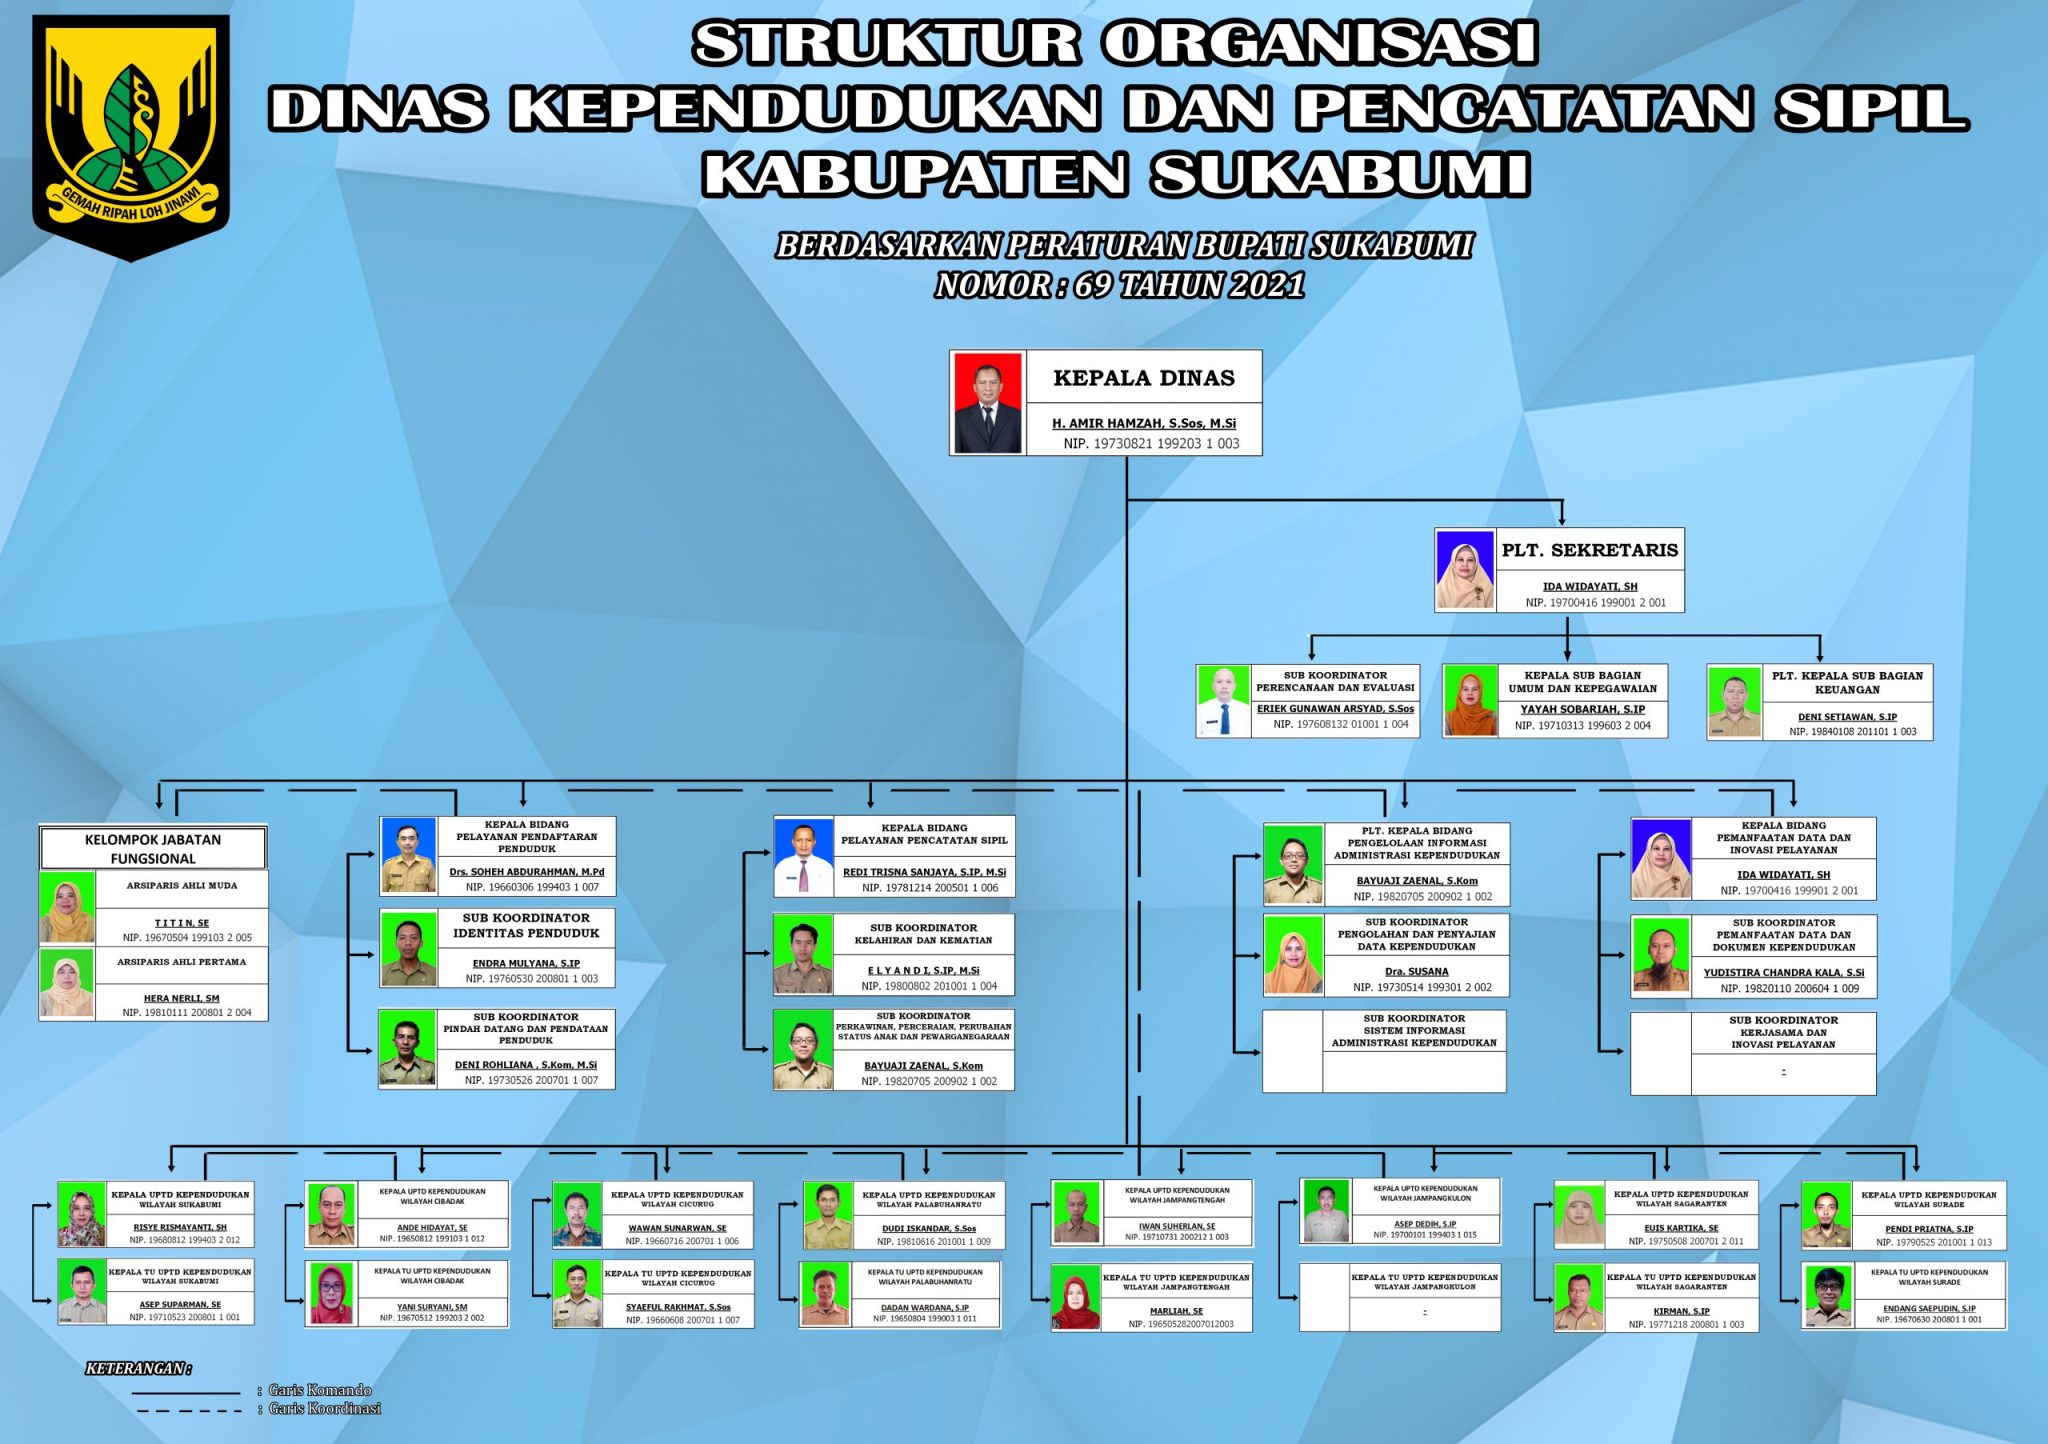 STRUKTUR ORGANISASI
DINAS KEPENDUDUKAN DAN PENCATATAN SIPIL
KABUPATEN SUKABUMI
BERDASARKAN PERATURAN BUPATI SUKABUMI
NOMOR : 69 TAHUN 2021
GEMAH RIPAH LOH JINAWI
KEPALA DINAS
H. AMIR HAMZAH, S.Sos, M.Si
NIP. 19730821 199203 1 003
PLT. SEKRETARIS
IDA WIDAYATI, SH
NIP. 19700416 199001 2 001
SUB KOORDINATOR
PERENCANAAN DAN EVALUASI
ERIEK GUNAWAN ARSYAD, S.Sos
NIP. 197608132 01001 1 004
KEPALA SUB BAGIAN
UMUM DAN KEPEGAWAIAN
YAYAH SOBARIAH, S.IP
NIP. 19710313 199603 2 004
PLT. KEPALA SUB BAGIAN
KEUANGAN
DENI SETIAWAN, S.IP
NIP. 19840108 201101 1 003
KELOMPOK JABATAN
FUNGSIONAL
ARSIPARIS AHLI MUDA
T I T I N, SE
NIP. 19670504 199103 2 005
ARSIPARIS AHLI PERTAMA
HERA NERLI, SM
NIP. 19810111 200801 2 004
KEPALA BIDANG
PELAYANAN PENDAFTARAN
PENDUDUK
Drs. SOHEH ABDURAHMAN, M.Pd
NIP. 19660306 199403 1 007
SUB KOORDINATOR
IDENTITAS PENDUDUK
ENDRA MULYANA, S.IP
NIP. 19760530 200801 1 003
SUB KOORDINATOR
PINDAH DATANG DAN PENDATAAN
PENDUDUK
DENI ROHLIANA , S.Kom, M.Si
NIP. 19730526 200701 1 007
KEPALA BIDANG
PELAYANAN PENCATATAN SIPIL
REDI TRISNA SANJAYA, S.IP, M.Si
NIP. 19781214 200501 1 006
SUB KOORDINATOR
KELAHIRAN DAN KEMATIAN
E L Y A N D I, S.IP, M.Si
NIP. 19800802 201001 1 004
SUB KOORDINATOR
PERKAWINAN, PERCERAIAN, PERUBAHAN
STATUS ANAK DAN PEWARGANEGARAAN
BAYUAJI ZAENAL, S.Kom
NIP. 19820705 200902 1 002
PLT. KEPALA BIDANG
PENGELOLAAN INFORMASI
ADMINISTRASI KEPENDUDUKAN
BAYUAJI ZAENAL, S.Kom
NIP. 19820705 200902 1 002
SUB KOORDINATOR
PENGOLAHAN DAN PENYAJIAN
DATA KEPENDUDUKAN
Dra. SUSANA
NIP. 19730514 199301 2 002
SUB KOORDINATOR
SISTEM INFORMASI
ADMINISTRASI KEPENDUDUKAN
KEPALA BIDANG
PEMANFAATAN DATA DAN
INOVASI PELAYANAN
IDA WIDAYATI, SH
NIP. 19700416 199901 2 001
SUB KOORDINATOR
PEMANFAATAN DATA DAN
DOKUMEN KEPENDUDUKAN
YUDISTIRA CHANDRA KALA, S.Si
NIP. 19820110 200604 1 009
SUB KOORDINATOR
KERJASAMA DAN
INOVASI PELAYANAN
-
KEPALA UPTD KEPENDUDUKAN
WILAYAH SUKABUMI
RISYE RISMAYANTI, SH
NIP. 19680812 199403 2 012
KEPALA TU UPTD KEPENDUDUKAN
WILAYAH SUKABUMI
ASEP SUPARMAN, SE
NIP. 19710523 200801 1 001
KEPALA UPTD KEPENDUDUKAN
WILAYAH CIBADAK
ANDE HIDAYAT, SE
NIP. 19650812 199103 1 012
KEPALA TU UPTD KEPENDUDUKAN
WILAYAH CIBADAK
YANI SURYANI, SM
NIP. 19670512 199203 2 002
KEPALA UPTD KEPENDUDUKAN
WILAYAH CICURUG
WAWAN SUNARWAN, SE
NIP. 19660716 200701 1 006
KEPALA TU UPTD KEPENDUDUKAN
WILAYAH CICURUG
SYAEFUL RAKHMAT, S.Sos
NIP. 19660608 200701 1 007
KEPALA UPTD KEPENDUDUKAN
WILAYAH PALABUHANRATU
DUDI ISKANDAR, S.Sos
NIP. 19810616 201001 1 009
KEPALA TU UPTD KEPENDUDUKAN
WILAYAH PALABUHANRATU
DADAN WARDANA, S.IP
NIP. 19650804 199003 1 011
KEPALA UPTD KEPENDUDUKAN
WILAYAH JAMPANGTENGAH
IWAN SUHERLAN, SE
NIP. 19710731 200212 1 003
KEPALA TU UPTD KEPENDUDUKAN
WILAYAH JAMPANGTENGAH
MARLIAH, SE
NIP. 196505282007012003
KEPALA UPTD KEPENDUDUKAN
WILAYAH JAMPANGKULON
ASEP DEDIH, S.IP
NIP. 19700101 199403 1 015
KEPALA TU UPTD KEPENDUDUKAN
WILAYAH JAMPANGKULON
-
KEPALA UPTD KEPENDUDUKAN
WILAYAH SAGARANTEN
EUIS KARTIKA, SE
NIP. 19750508 200701 2 011
KEPALA TU UPTD KEPENDUDUKAN
WILAYAH SAGARANTEN
KIRMAN, S.IP
NIP. 19771218 200801 1 003
KEPALA UPTD KEPENDUDUKAN
WILAYAH SURADE
PENDI PRIATNA, S.IP
NIP. 19790525 201001 1 013
KEPALA TU UPTD KEPENDUDUKAN
WILAYAH SURADE
ENDANG SAEPUDIN, S.IP
NIP. 19670630 200801 1 001
KETERANGAN :
: Garis Komando
: Garis Koordinasi